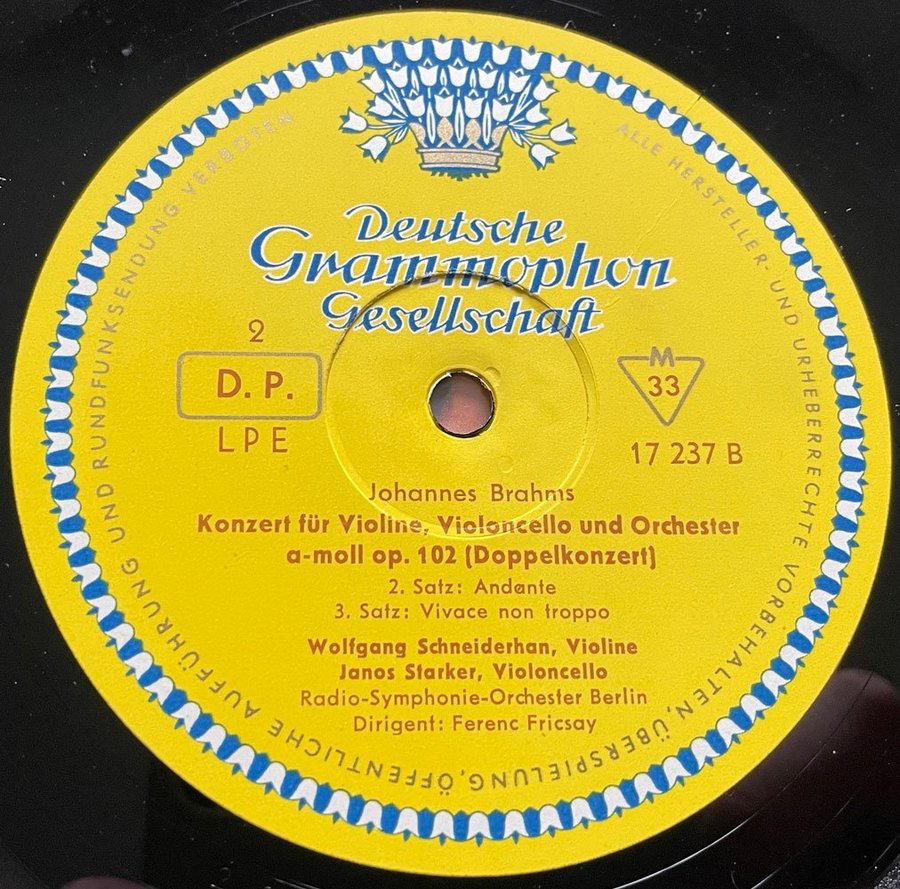 Deutsche
Grammophon
Gesellschaft
2
D. P.
LPE
M
33
17 237 B
Johannes Brahms
Konzert für Violine, Violoncello und Orchester
a-moll op. 102 (Doppelkonzert)
2. Satz: Andante
3. Satz: Vivace non troppo
Wolfgang Schneiderhan, Violine
Janos Starker, Violoncello
Radio-Symphonie-Orchester Berlin
Dirigent: Ferenc Fricsay
ALLE HERSTELLER- UND URHEBERRECHTE VORBEHALTEN, ÜBERSPIELUNG, ÖFFENTLICHE AUFFÜHRUNG UND RUNDFUNKSENDUNG VERBOTEN